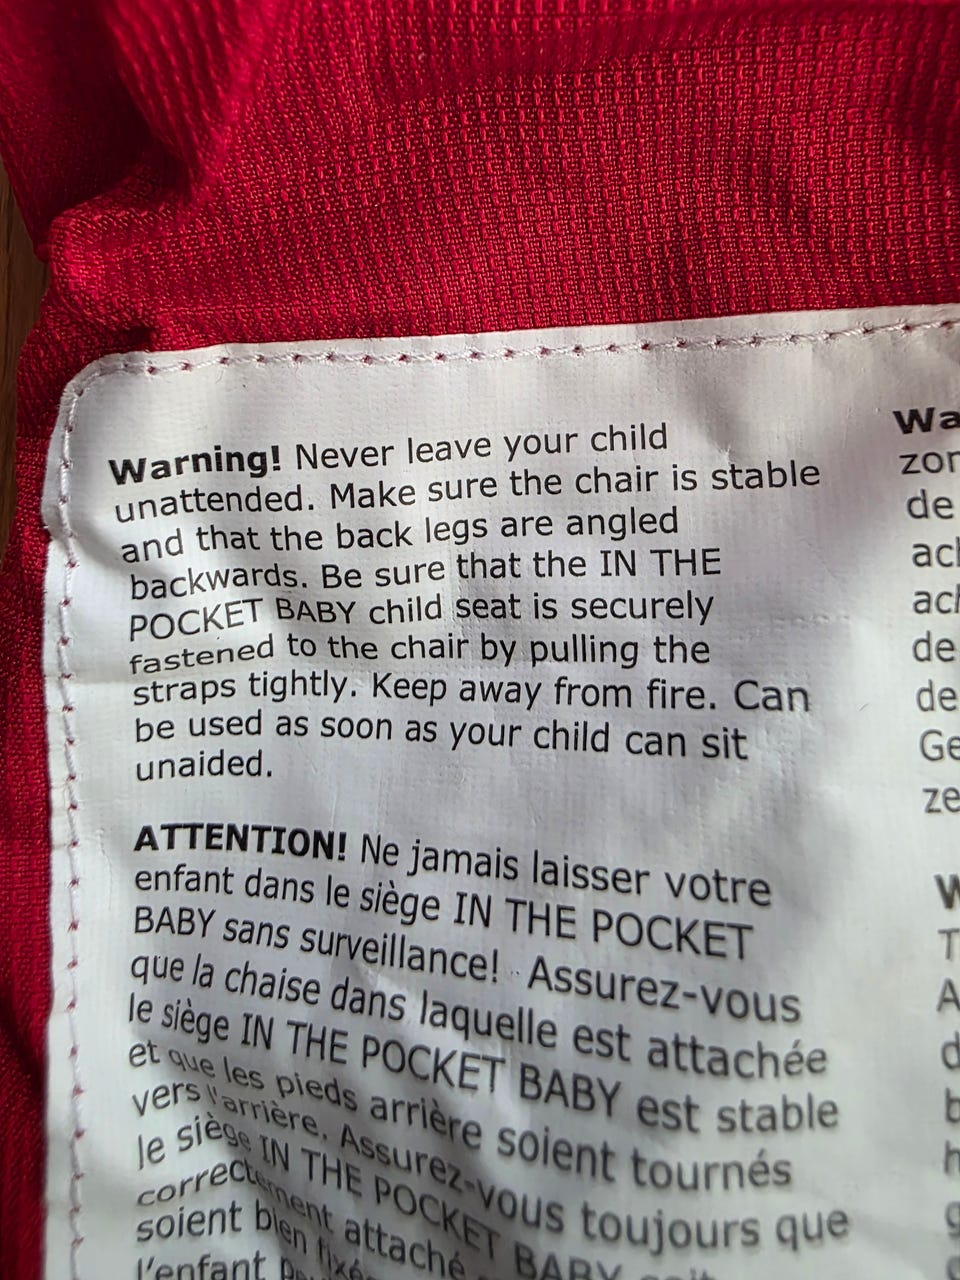 Warning! Never leave your child
unattended. Make sure the chair is stable
and that the back legs are angled
backwards. Be sure that the IN THE
POCKET BABY child seat is securely
fastened to the chair by pulling the
straps tightly. Keep away from fire. Can
be used as soon as your child can sit
unaided.
ATTENTION! Ne jamais laisser votre
enfant dans le siège IN THE POCKET
BABY sans surveillance! Assurez-vous
que la chaise dans laquelle est attachée
le siège IN THE POCKET BABY est stable
et que les pieds arrière soient tournés
vers l'arrière. Assurez-vous toujours que
le siège IN THE POCKET BABY soit
correctement attaché
soient bien
l'enfant
de
de
de